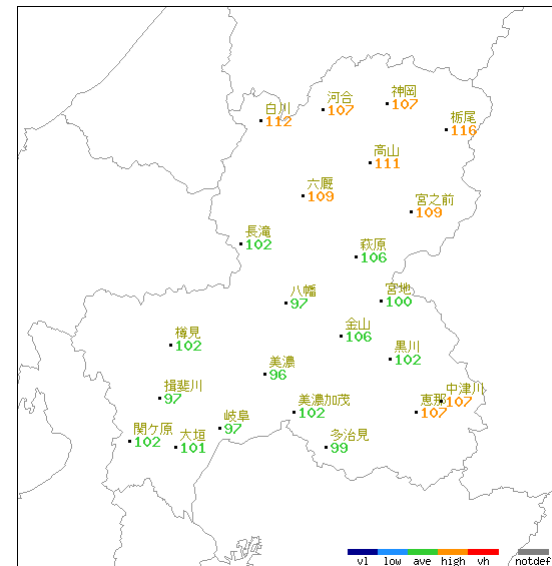 神岡
107
河合
107
白川
112
栃尾
116
高山
111
六厩
109
宮之前
109
長滝
102
萩原
106
八幡
97
宮地
100
金山
106
樽見
102
黒川
102
美濃
96
揖斐川
97
中津川
107
恵那
107
美濃加茂
102
岐阜
97
関ケ原
102
大垣
101
多治見
99
vl low ave high vh notdef